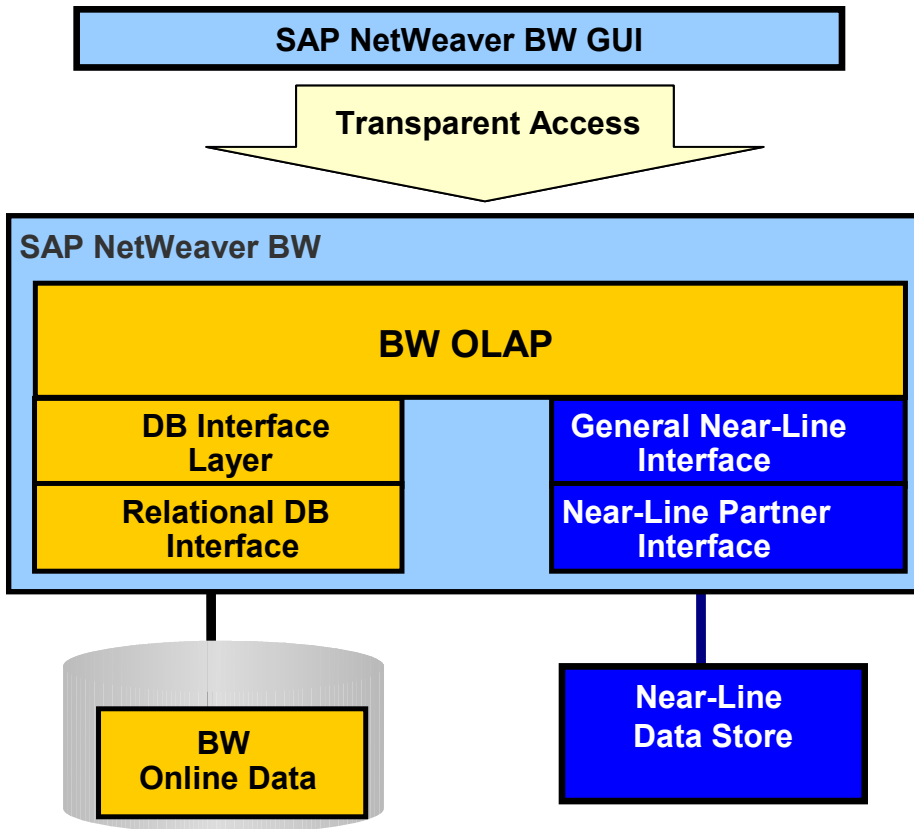 SAP NetWeaver BW GUI
Transparent Access
SAP NetWeaver BW
BW OLAP
DB Interface
Layer
Relational DB
Interface
General Near-Line
Interface
Near-Line Partner
Interface
BW
Online Data
Near-Line
Data Store